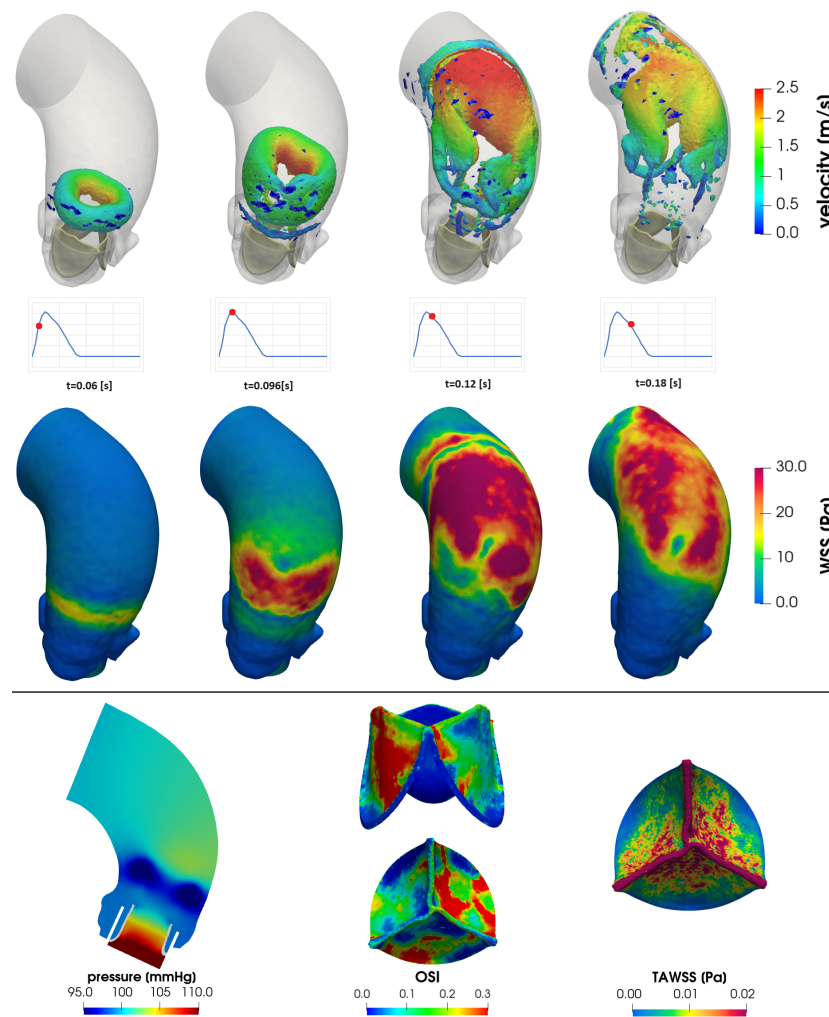 2.5
2
1.5
1
0.5
0.0
velocity (m/s)
t=0.06 [s]
t=0.096[s]
t=0.12 [s]
t=0.18 [s]
30.0
20
10
0.0
WSS (Pa)
pressure (mmHg)
95.0 100 105 110.0
OSI
0.0 0.1 0.2 0.3
TAWSS (Pa)
0.00 0.01 0.02